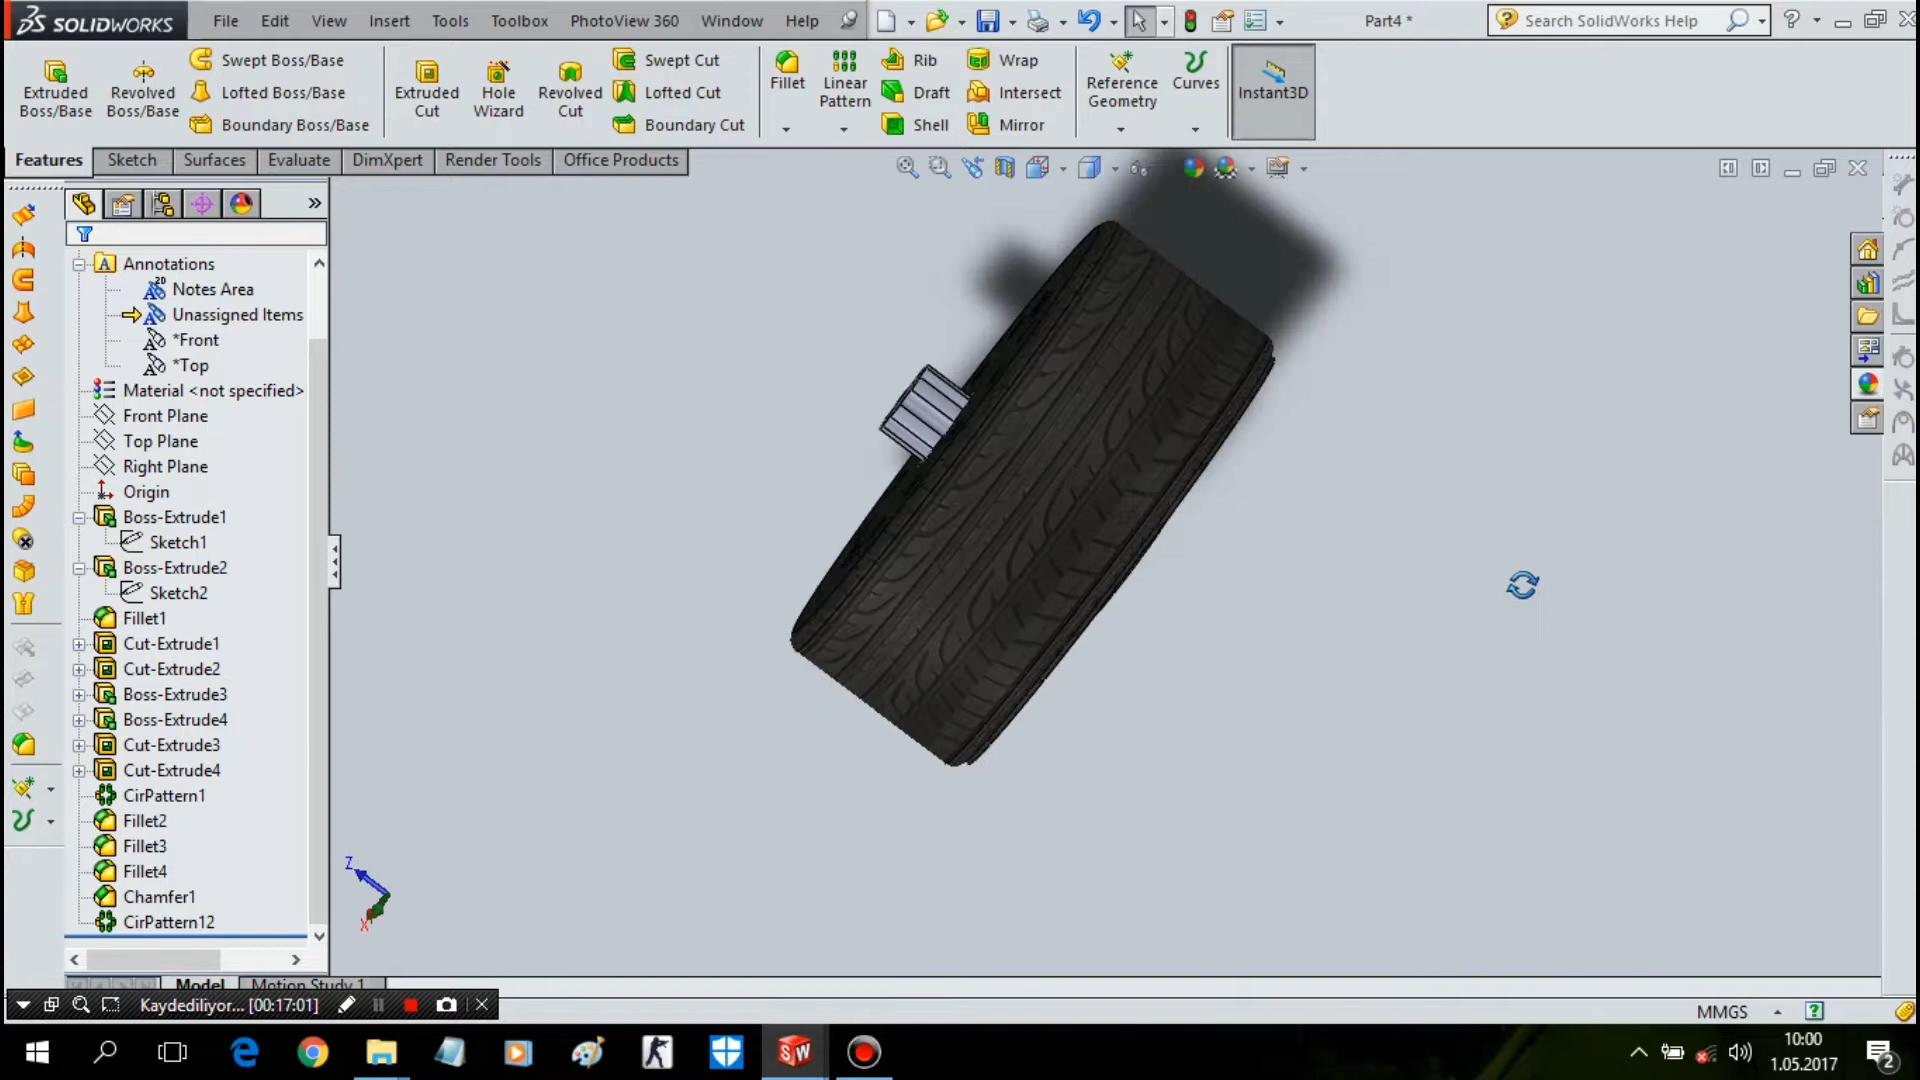 SOLIDWORKS File Edit View Insert Tools Toolbox PhotoView 360 Window Help Part4 * Search SolidWorks Help
Extruded Boss/Base
Revolved Boss/Base
Swept Boss/Base
Lofted Boss/Base
Boundary Boss/Base
Extruded Cut
Hole Wizard
Revolved Cut
Swept Cut
Lofted Cut
Boundary Cut
Fillet
Linear Pattern
Rib
Draft
Shell
Wrap
Intersect
Mirror
Reference Geometry
Curves
Instant3D
Features Sketch Surfaces Evaluate DimXpert Render Tools Office Products
Annotations
Notes Area
Unassigned Items
*Front
*Top
Material <not specified>
Front Plane
Top Plane
Right Plane
Origin
Boss-Extrude1
Sketch1
Boss-Extrude2
Sketch2
Fillet1
Cut-Extrude1
Cut-Extrude2
Boss-Extrude3
Boss-Extrude4
Cut-Extrude3
Cut-Extrude4
CirPattern1
Fillet2
Fillet3
Fillet4
Chamfer1
CirPattern12
Z
X
Model Motion Study 1
Kaydediliyor... [00:17:01]
MMGS
10:00
1.05.2017
2